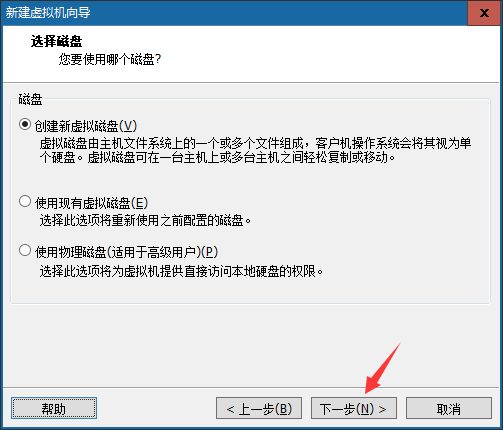 新建虚拟机向导
x
选择磁盘
您要使用哪个磁盘?
磁盘
创建新虚拟磁盘(V)
虚拟磁盘由主机文件系统上的一个或多个文件组成，客户机操作系统会将其视为单
个硬盘。虚拟磁盘可在一台主机上或多台主机之间轻松复制或移动。
使用现有虚拟磁盘(E)
选择此选项将重新使用之前配置的磁盘。
使用物理磁盘(适用于高级用户)(P)
选择此选项将为虚拟机提供直接访问本地硬盘的权限。
帮助
< 上一步(B)
下一步(N) >
取消